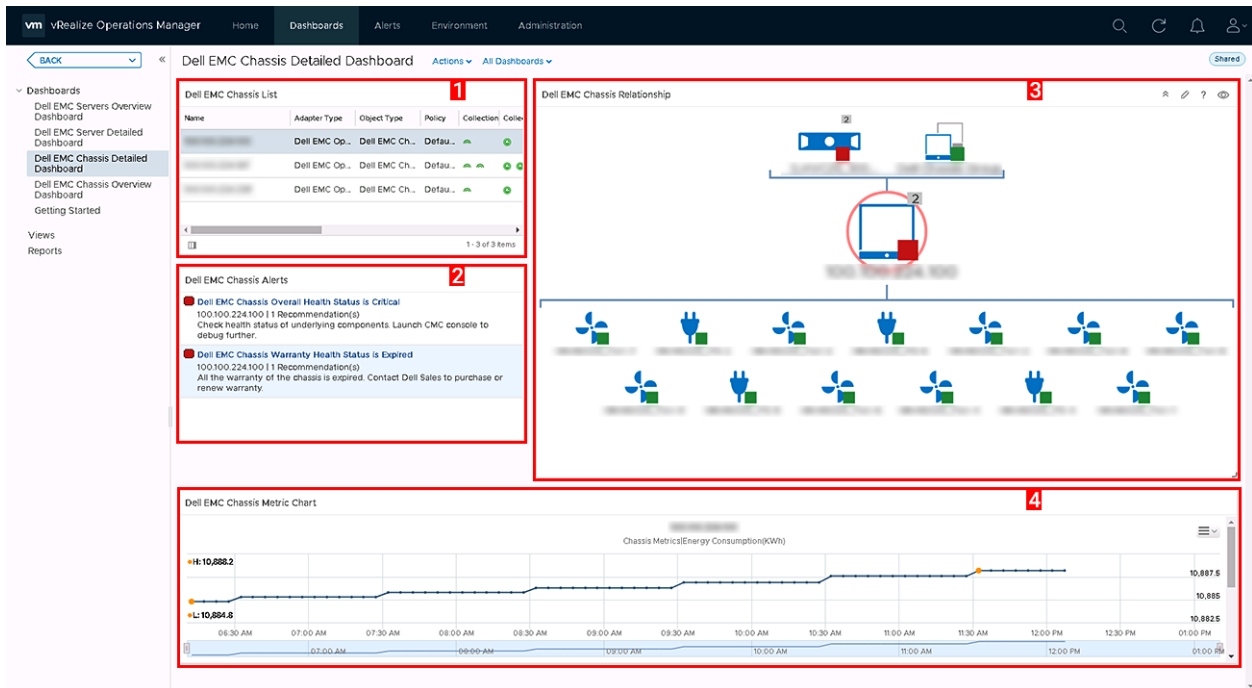 vm vRealize Operations Manager Home Dashboards Alerts Environment Administration
BACK
Dell EMC Chassis Detailed Dashboard Actions All Dashboards Shared
Dashboards
Dell EMC Servers Overview
Dashboard
Dell EMC Server Detailed
Dashboard
Dell EMC Chassis Detailed
Dashboard
Dell EMC Chassis Overview
Dashboard
Getting Started
Views
Reports
Dell EMC Chassis List 1
Name Adapter Type Object Type Policy Collection Colle
Dell EMC Op... Dell EMC Ch... Defau...
Dell EMC Op... Dell EMC Ch... Defau...
Dell EMC Op... Dell EMC Ch... Defau...
1 - 3 of 3 items
Dell EMC Chassis Alerts 2
Dell EMC Chassis Overall Health Status is Critical
100.100.224.100 | 1 Recommendation(s)
Check health status of underlying components. Launch CMC console to
debug further.
Dell EMC Chassis Warranty Health Status is Expired
100.100.224.100 | 1 Recommendation(s)
All the warranty of the chassis is expired. Contact Dell Sales to purchase or
renew warranty.
Dell EMC Chassis Relationship 3
2
2
Dell EMC Chassis Metric Chart 4
Chassis Metrics|Energy Consumption(KWh)
H: 10,888.2
10,887.5
10,885
L: 10,884.8
10,882.5
06:30 AM 07:00 AM 07:30 AM 08:00 AM 08:30 AM 09:00 AM 09:30 AM 10:00 AM 10:30 AM 11:00 AM 11:30 AM 12:00 PM 12:30 PM 01:00 PM
07:00 AM 08:00 AM 09:00 AM 10:00 AM 11:00 AM 12:00 PM 01:00 PM